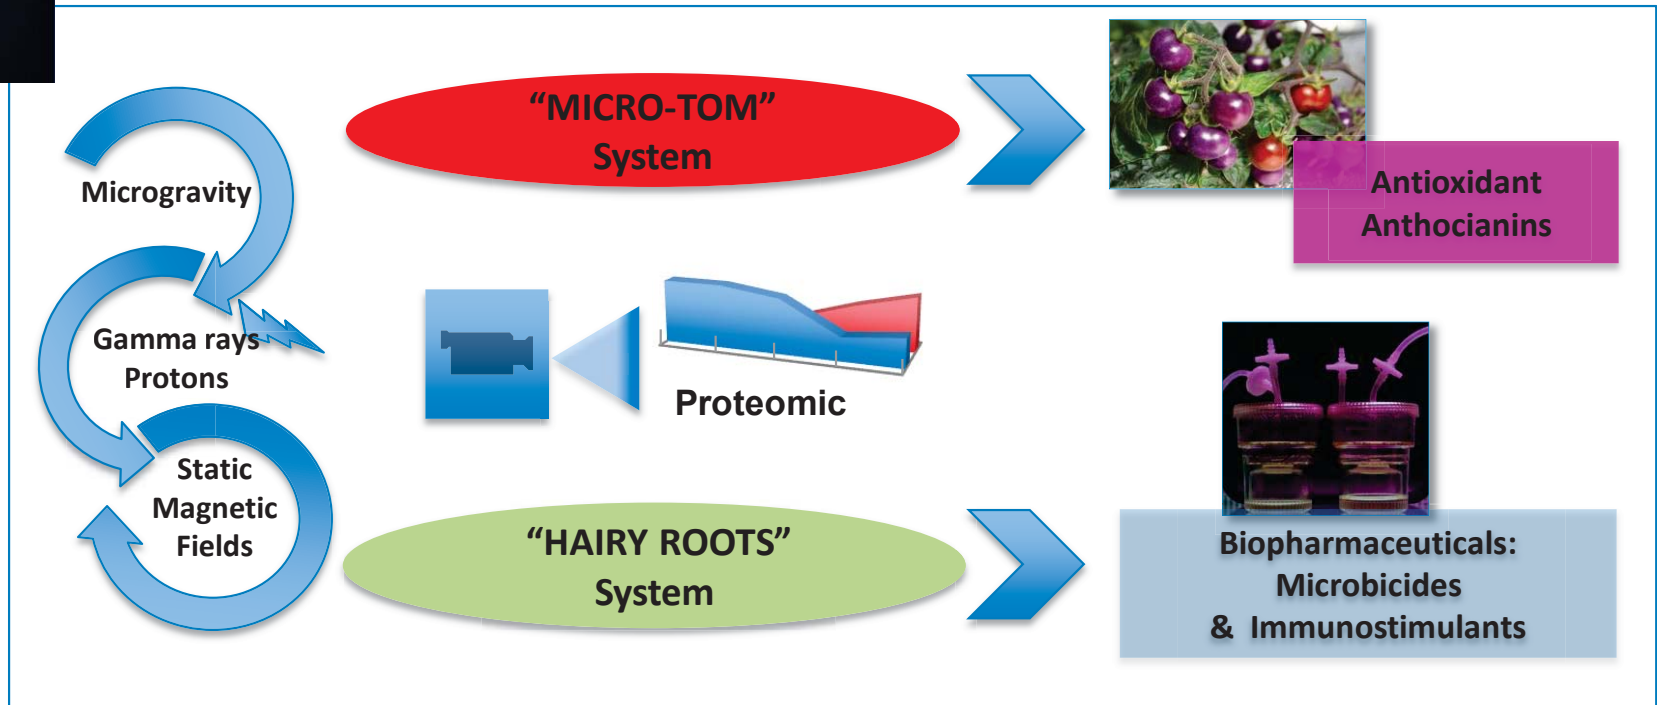 Microgravity
Gamma rays
Protons
Static
Magnetic
Fields
“MICRO-TOM”
System
Antioxidant
Anthocianins
Proteomic
“HAIRY ROOTS”
System
Biopharmaceuticals:
Microbicides
& Immunostimulants